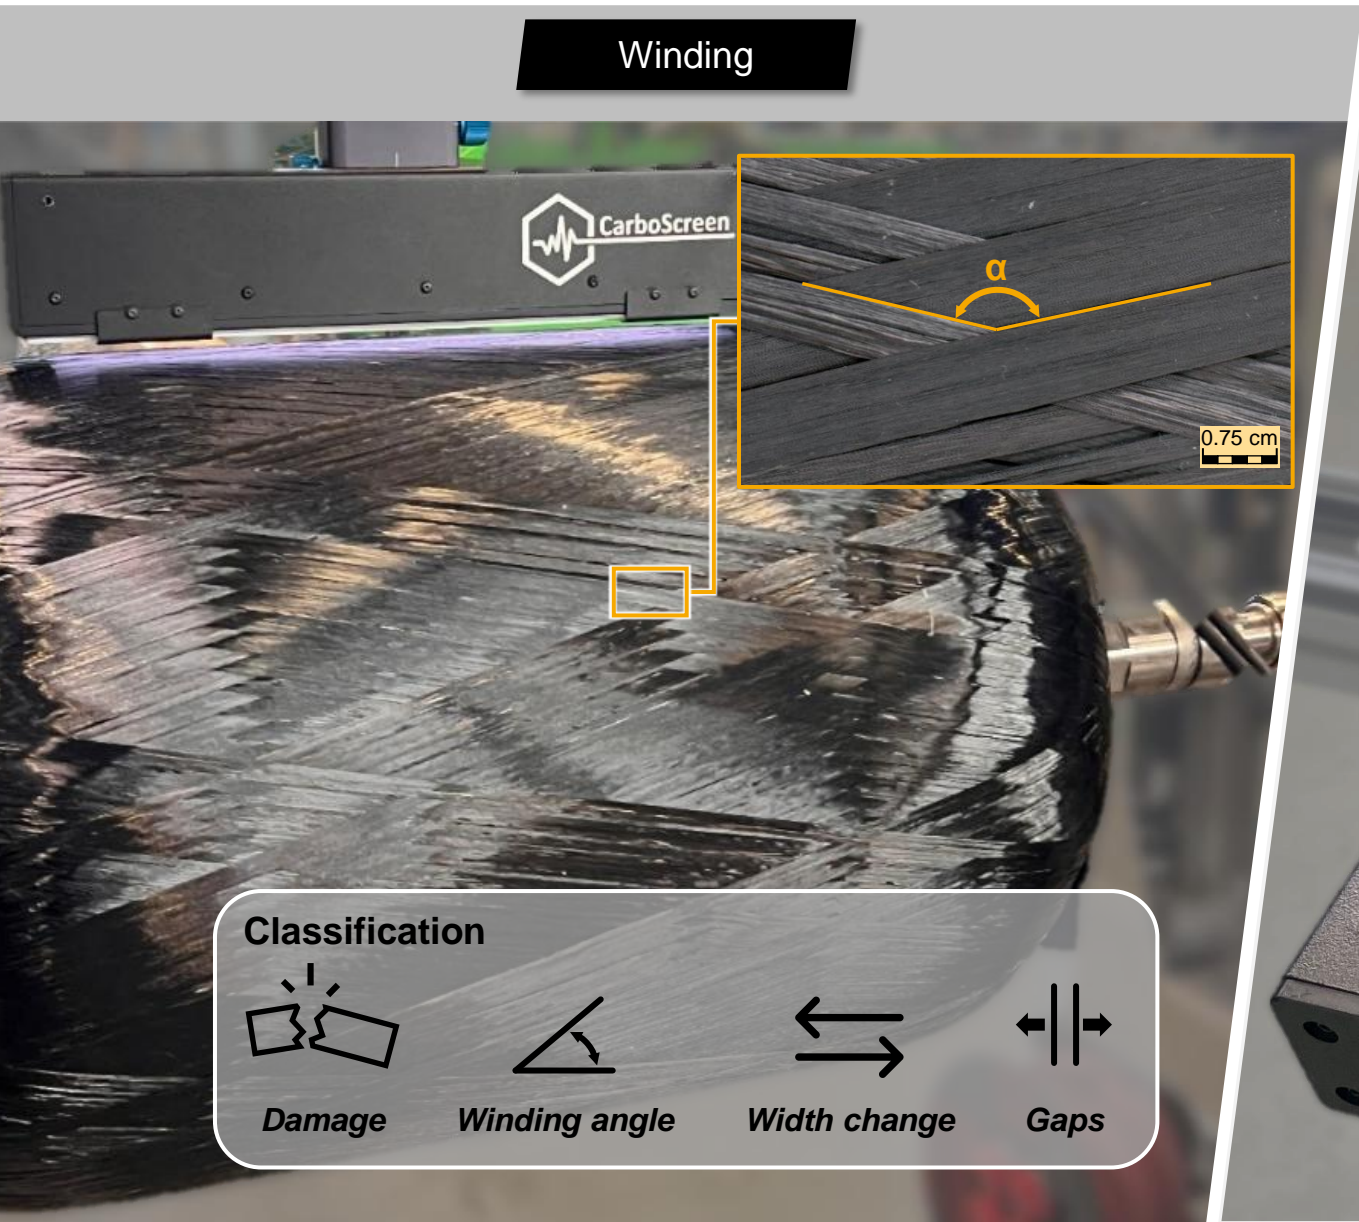 Winding
CarboScreen
α
0.75 cm
Classification
Damage
Winding angle
Width change
Gaps